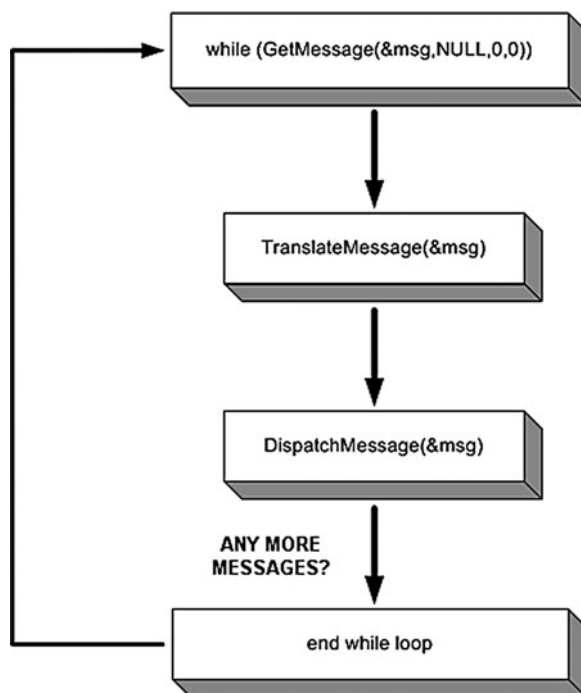 while (GetMessage(&msg,NULL,0,0))
TranslateMessage(&msg)
DispatchMessage(&msg)
ANY MORE
MESSAGES?
end while loop